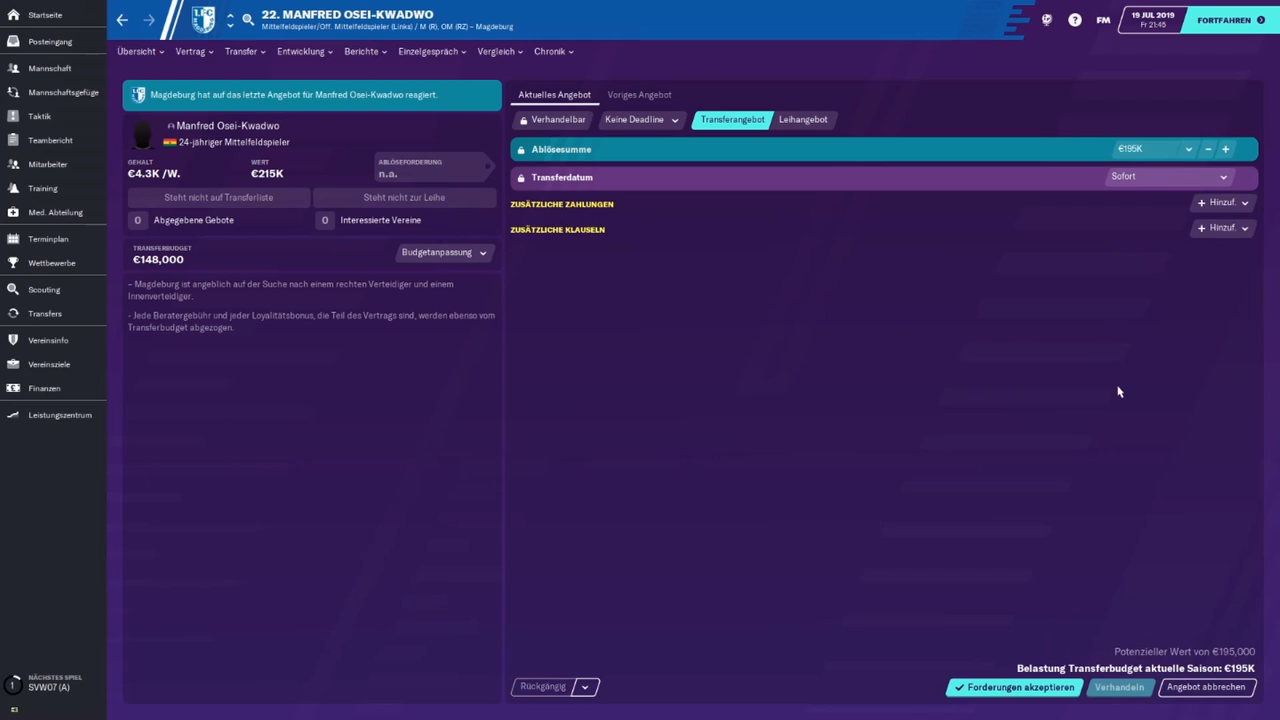 Startseite
Posteingang
Mannschaft
Mannschaftsgefüge
Taktik
Teambericht
Mitarbeiter
Training
Med. Abteilung
Terminplan
Wettbewerbe
Scouting
Transfers
Vereinsinfo
Vereinsziele
Finanzen
Leistungszentrum
1
NÄCHSTES SPIEL
SVW07 (A)
22. MANFRED OSEI-KWADWO
Mittelfeldspieler/Off. Mittelfeldspieler (Links) / M (R), OM (RZ) – Magdeburg
FM
19 JUL 2019
Fr 21:45
FORTFAHREN
Übersicht Vertrag Transfer Entwicklung Berichte Einzelgespräch Vergleich Chronik
Magdeburg hat auf das letzte Angebot für Manfred Osei-Kwadwo reagiert.
Manfred Osei-Kwadwo
24-jähriger Mittelfeldspieler
GEHALT
€4.3K /W.
WERT
€215K
ABLÖSEFORDERUNG
n.a.
Steht nicht auf Transferliste
Steht nicht zur Leihe
0 Abgegebene Gebote
0 Interessierte Vereine
TRANSFERBUDGET
€148,000
Budgetanpassung
– Magdeburg ist angeblich auf der Suche nach einem rechten Verteidiger und einem
Innenverteidiger.
- Jede Beratergebühr und jeder Loyalitätsbonus, die Teil des Vertrags sind, werden ebenso vom
Transferbudget abgezogen.
Aktuelles Angebot Voriges Angebot
Verhandelbar Keine Deadline Transferangebot Leihangebot
Ablösesumme €195K − +
Transferdatum Sofort
ZUSÄTZLICHE ZAHLUNGEN + Hinzuf.
ZUSÄTZLICHE KLAUSELN + Hinzuf.
Potenzieller Wert von €195,000
Belastung Transferbudget aktuelle Saison: €195K
Rückgängig
Forderungen akzeptieren Verhandeln Angebot abbrechen